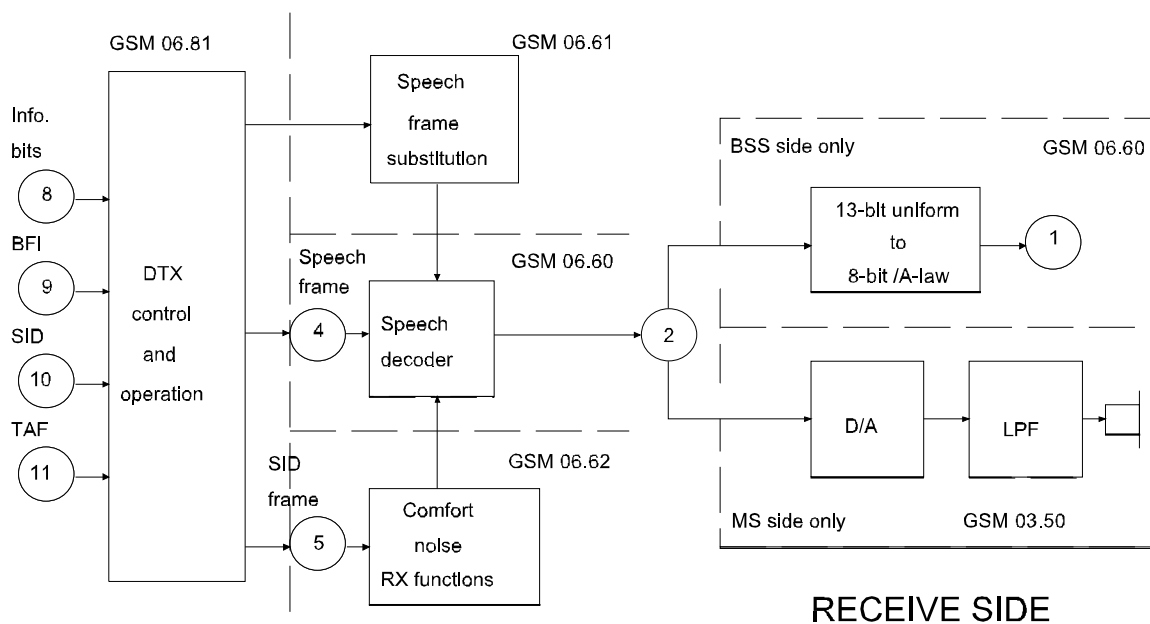 GSM 06.81
GSM 06.61
Speech
frame
substitution
Info.
bits
8
BFI
9
SID
10
TAF
11
DTX
control
and
operation
Speech
frame
4
GSM 06.60
Speech
decoder
SID
frame
5
GSM 06.62
Comfort
noise
RX functions
2
BSS side only
GSM 06.60
13-bit uniform
to
8-bit /A-law
1
D/A
LPF
MS side only
GSM 03.50
RECEIVE SIDE